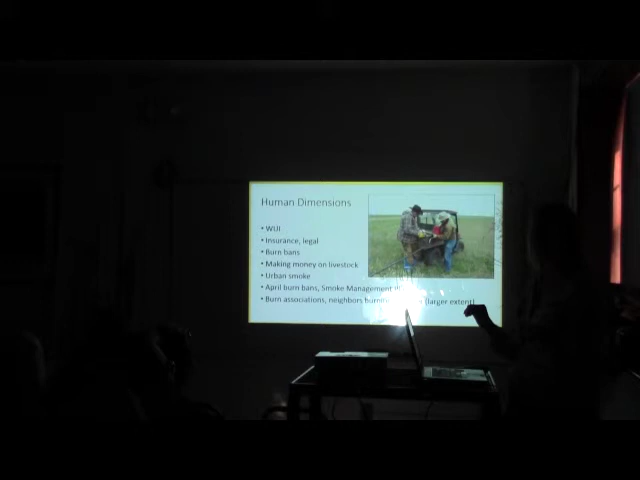 Human Dimensions
• WUI
• Insurance, legal
• Burn bans
• Making money on livestock
• Urban smoke
• April burn bans, Smoke Management
• Burn associations, neighbors (larger extent)